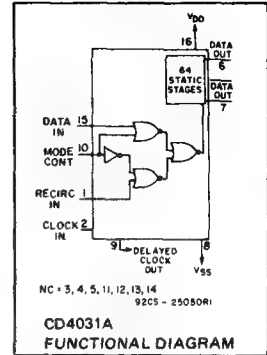 VDD
16
DATA
OUT
6
64
STATIC
STAGES
DATA
OUT
7
DATA 15
IN
MODE 10
CONT
RECIRC 1
IN
CLOCK 2
IN
9
DELAYED
CLOCK
OUT
8
VSS
NC = 3, 4, 5, 11, 12, 13, 14
92CS - 25050R1
CD4031A
FUNCTIONAL DIAGRAM